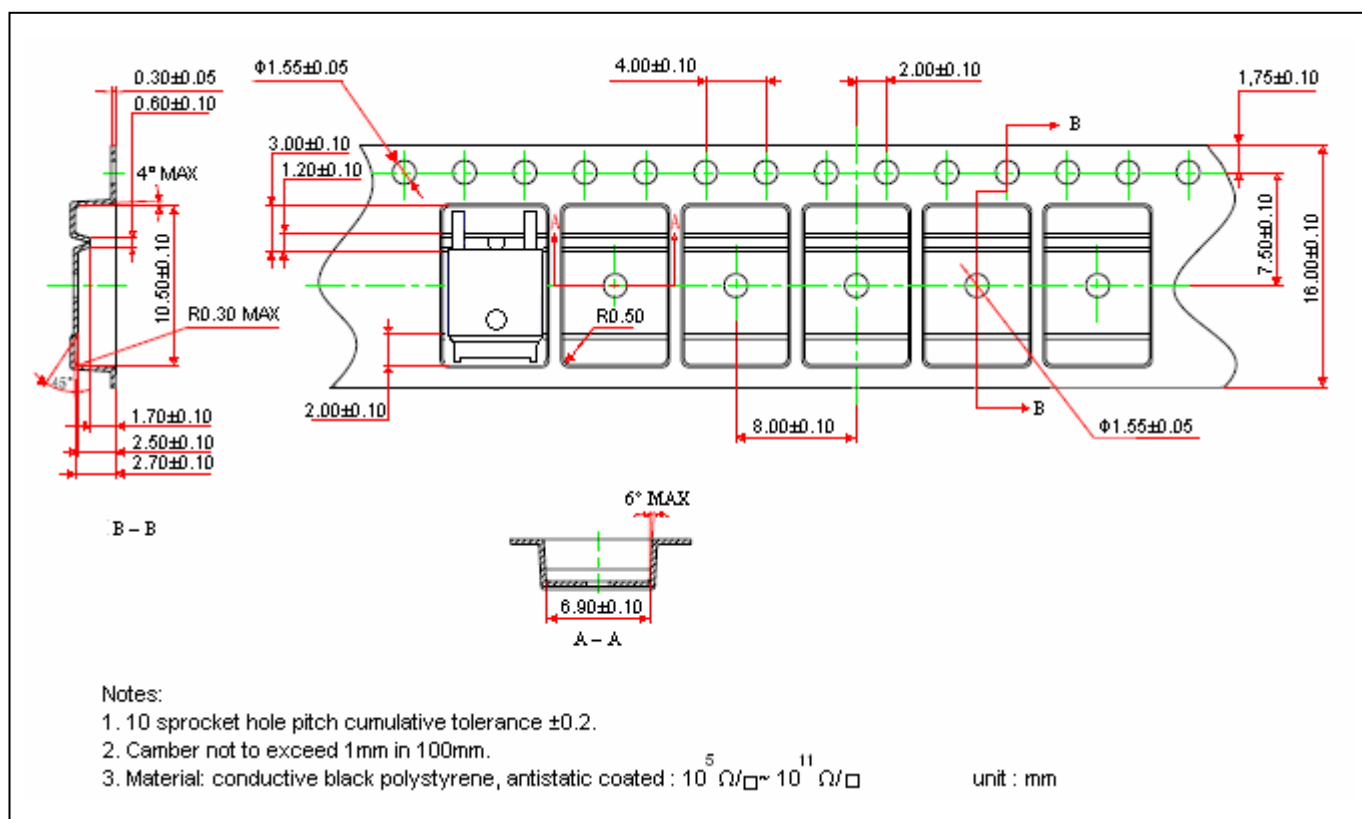 0.30±0.05
0.60±0.10
Φ1.55±0.05
4.00±0.10
2.00±0.10
1,75±0.10
B
3.00±0.10
1.20±0.10
4° MAX
A
A
10.50±0.10
7.50±0.10
16.00±0.10
R0.30 MAX
R0.50
45°
1.70±0.10
2.50±0.10
2.70±0.10
2.00±0.10
8.00±0.10
B
Φ1.55±0.05
B – B
6° MAX
6.90±0.10
A – A
Notes:
1. 10 sprocket hole pitch cumulative tolerance ±0.2.
2. Camber not to exceed 1mm in 100mm.
3. Material: conductive black polystyrene, antistatic coated : 10⁵ Ω/□~ 10¹¹ Ω/□ unit : mm